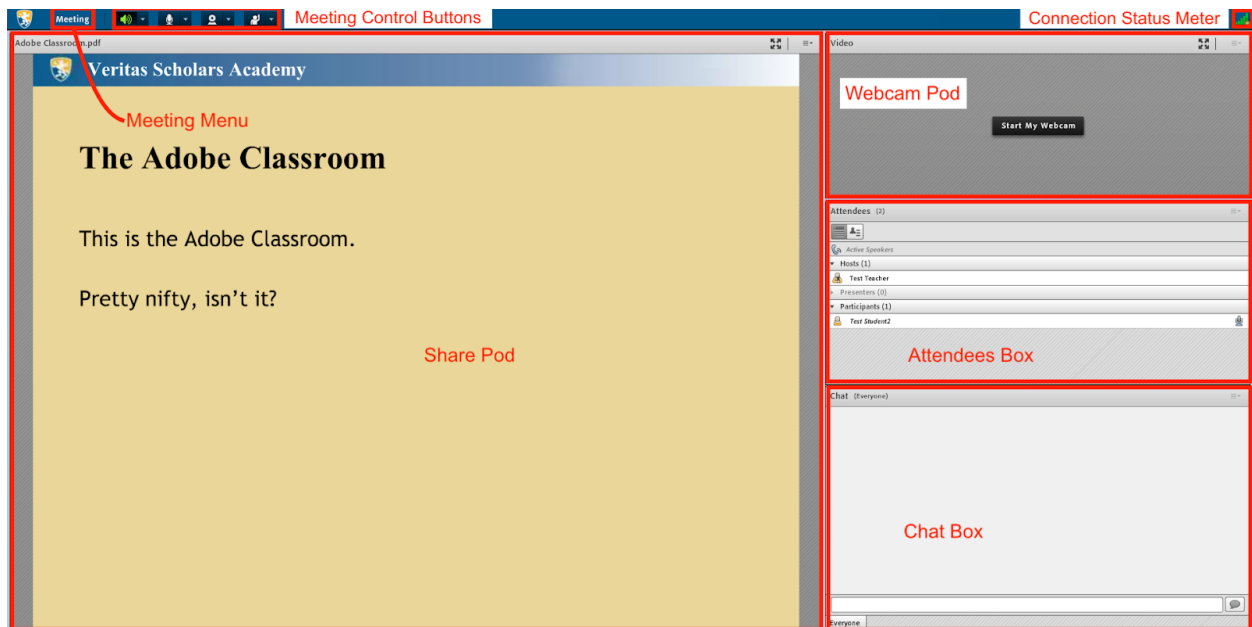 Meeting
Meeting Control Buttons
Connection Status Meter
Adobe Classroom.pdf
Veritas Scholars Academy
Meeting Menu
The Adobe Classroom
This is the Adobe Classroom.
Pretty nifty, isn’t it?
Share Pod
Video
Webcam Pod
Start My Webcam
Attendees (2)
Active Speakers
Hosts (1)
Test Teacher
Presenters (0)
Participants (1)
Test Student2
Attendees Box
Chat (Everyone)
Chat Box
Everyone